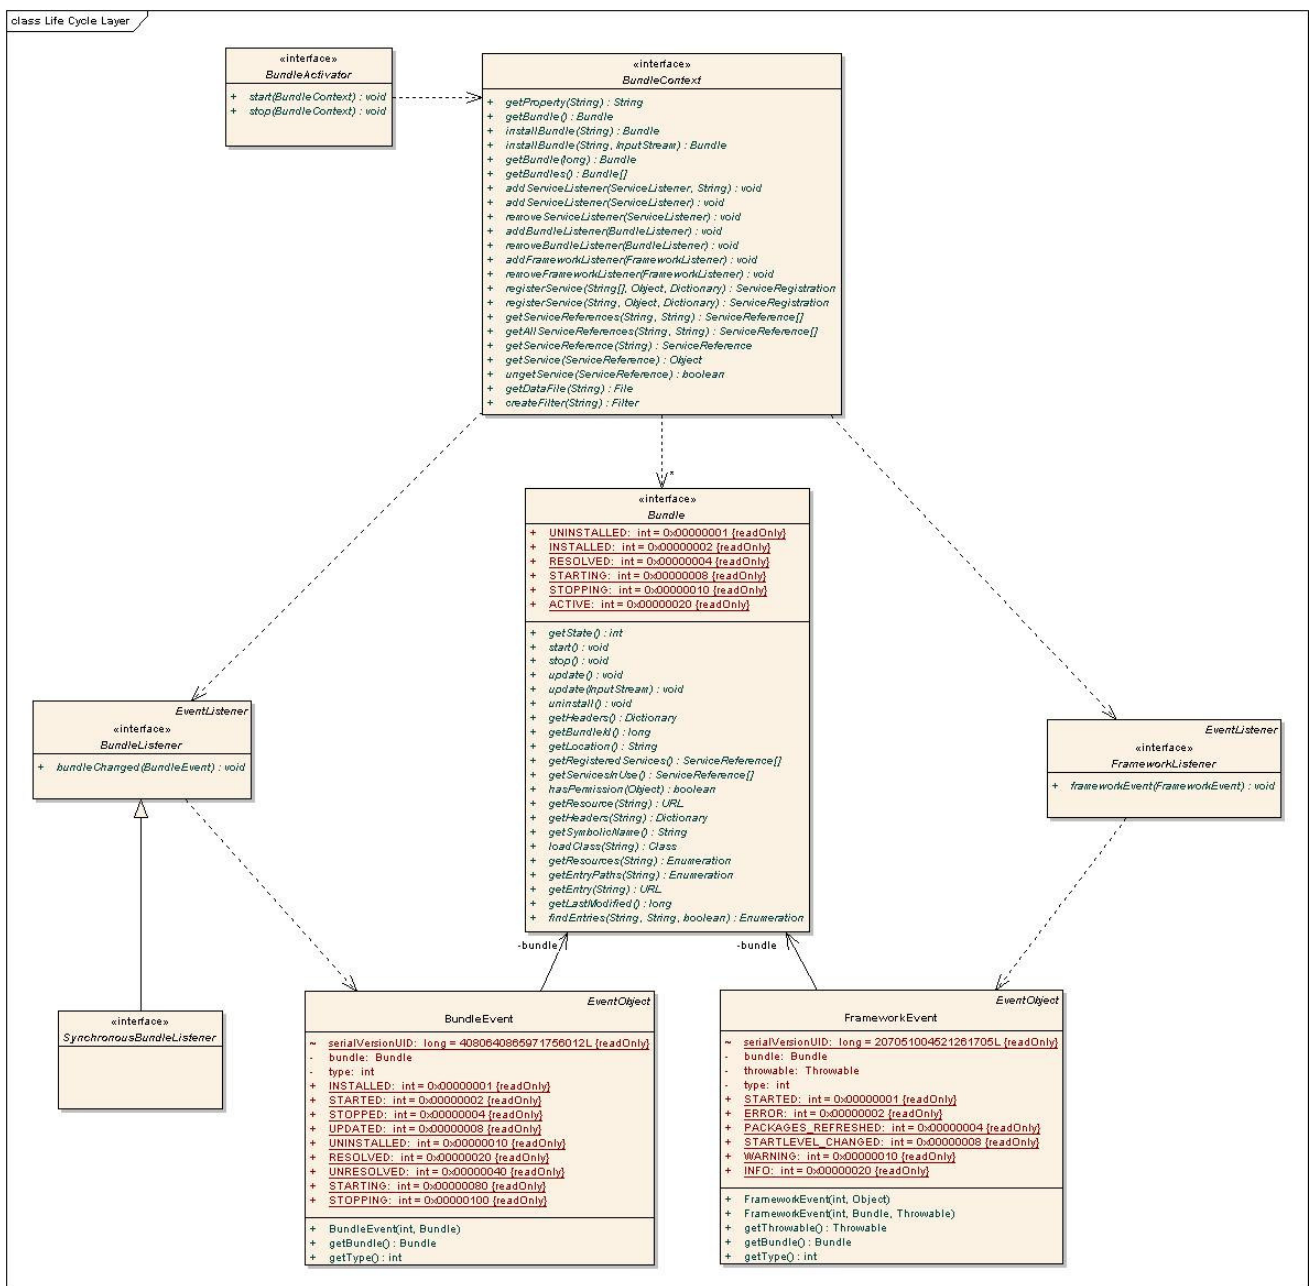 class Life Cycle Layer
«interface»
BundleActivator
+ start(BundleContext) : void
+ stop(BundleContext) : void
«interface»
BundleContext
+ getProperty(String) : String
+ getBundle() : Bundle
+ installBundle(String) : Bundle
+ installBundle(String, InputStream) : Bundle
+ getBundle(long) : Bundle
+ getBundles() : Bundle[]
+ addServiceListener(ServiceListener, String) : void
+ addServiceListener(ServiceListener) : void
+ removeServiceListener(ServiceListener) : void
+ addBundleListener(BundleListener) : void
+ removeBundleListener(BundleListener) : void
+ addFrameworkListener(FrameworkListener) : void
+ removeFrameworkListener(FrameworkListener) : void
+ registerService(String[], Object, Dictionary) : ServiceRegistration
+ registerService(String, Object, Dictionary) : ServiceRegistration
+ getServiceReferences(String, String) : ServiceReference[]
+ getAllServiceReferences(String, String) : ServiceReference[]
+ getServiceReference(String) : ServiceReference
+ getService(ServiceReference) : Object
+ ungetService(ServiceReference) : boolean
+ getDataFile(String) : File
+ createFilter(String) : Filter
*
«interface»
Bundle
+ UNINSTALLED: int = 0x00000001 {readOnly}
+ INSTALLED: int = 0x00000002 {readOnly}
+ RESOLVED: int = 0x00000004 {readOnly}
+ STARTING: int = 0x00000008 {readOnly}
+ STOPPING: int = 0x00000010 {readOnly}
+ ACTIVE: int = 0x00000020 {readOnly}
+ getState() : int
+ start() : void
+ stop() : void
+ update() : void
+ update(InputStream) : void
+ uninstall() : void
+ getHeaders() : Dictionary
+ getBundleId() : long
+ getLocation() : String
+ getRegisteredServices() : ServiceReference[]
+ getServicesInUse() : ServiceReference[]
+ hasPermission(Object) : boolean
+ getResource(String) : URL
+ getHeaders(String) : Dictionary
+ getSymbolicName() : String
+ loadClass(String) : Class
+ getResources(String) : Enumeration
+ getEntryPaths(String) : Enumeration
+ getEntry(String) : URL
+ getLastModified() : long
+ findEntries(String, String, boolean) : Enumeration
EventListener
«interface»
BundleListener
+ bundleChanged(BundleEvent) : void
EventListener
«interface»
FrameworkListener
+ frameworkEvent(FrameworkEvent) : void
-bundle
-bundle
«interface»
SynchronousBundleListener
EventObject
BundleEvent
~ serialVersionUID: long = 4080640865971756012L {readOnly}
- bundle: Bundle
- type: int
+ INSTALLED: int = 0x00000001 {readOnly}
+ STARTED: int = 0x00000002 {readOnly}
+ STOPPED: int = 0x00000004 {readOnly}
+ UPDATED: int = 0x00000008 {readOnly}
+ UNINSTALLED: int = 0x00000010 {readOnly}
+ RESOLVED: int = 0x00000020 {readOnly}
+ UNRESOLVED: int = 0x00000040 {readOnly}
+ STARTING: int = 0x00000080 {readOnly}
+ STOPPING: int = 0x00000100 {readOnly}
+ BundleEvent(int, Bundle)
+ getBundle() : Bundle
+ getType() : int
EventObject
FrameworkEvent
~ serialVersionUID: long = 207051004521261705L {readOnly}
- bundle: Bundle
- throwable: Throwable
- type: int
+ STARTED: int = 0x00000001 {readOnly}
+ ERROR: int = 0x00000002 {readOnly}
+ PACKAGES_REFRESHED: int = 0x00000004 {readOnly}
+ STARTLEVEL_CHANGED: int = 0x00000008 {readOnly}
+ WARNING: int = 0x00000010 {readOnly}
+ INFO: int = 0x00000020 {readOnly}
+ FrameworkEvent(int, Object)
+ FrameworkEvent(int, Bundle, Throwable)
+ getThrowable() : Throwable
+ getBundle() : Bundle
+ getType() : int